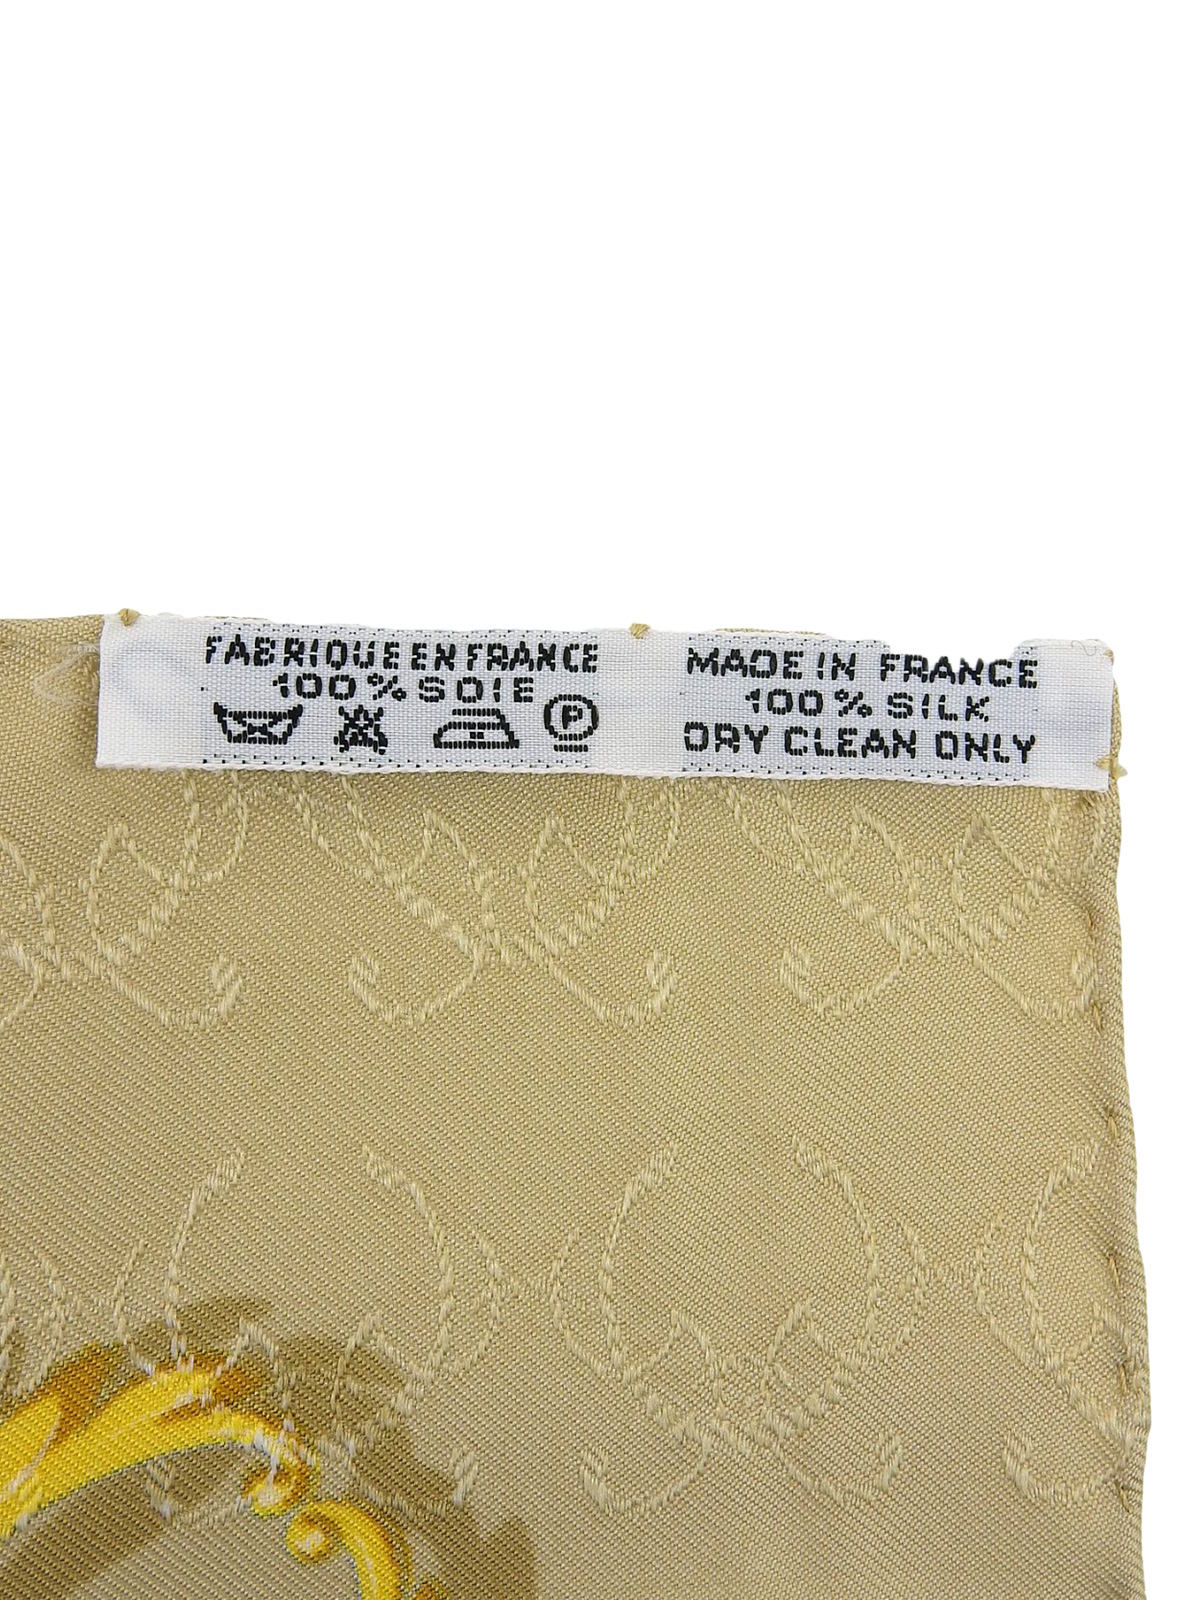 FABRIQUE EN FRANCE
100% SOIE
P
MADE IN FRANCE
100% SILK
DRY CLEAN ONLY